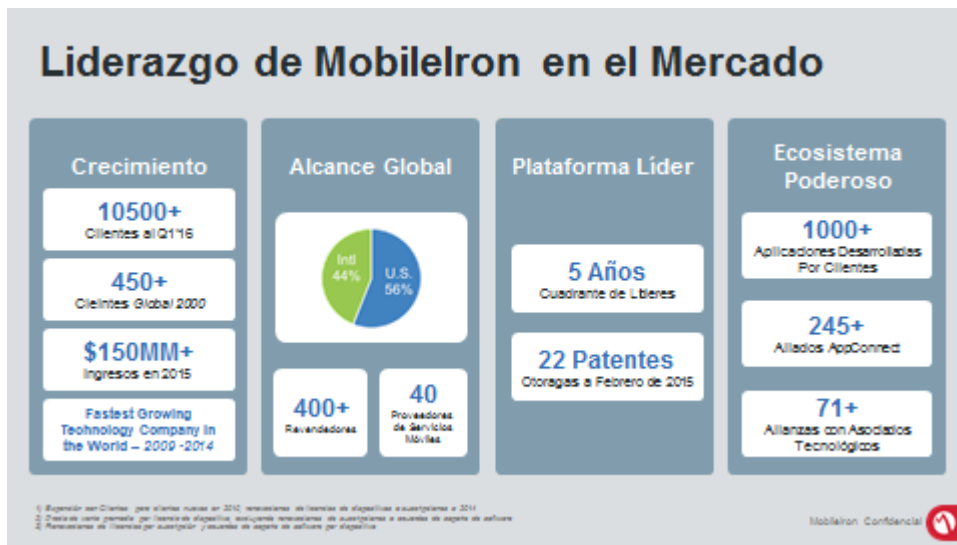 Liderazgo de MobileIron en el Mercado
Crecimiento
10500+
Clientes al Q1'16
450+
Cleintes Global 2000
$150MM+
Ingresos en 2015
Fastest Growing
Technology Company in
the World – 2009 -2014
Alcance Global
Intl
44%
U.S.
56%
400+
Revendedores
40
Proveedores
de Servicios
Móviles
Plataforma Líder
5 Años
Cuadrante de
22 Patentes
a Febrero de 2015
Ecosistema
Poderoso
1000+
Aplicaciones Desarrolladas
Por Clientes
245+
Aliados AppConnect
71+
Alianzas con Asociados
Tecnológicos
MobileIron Confidencial